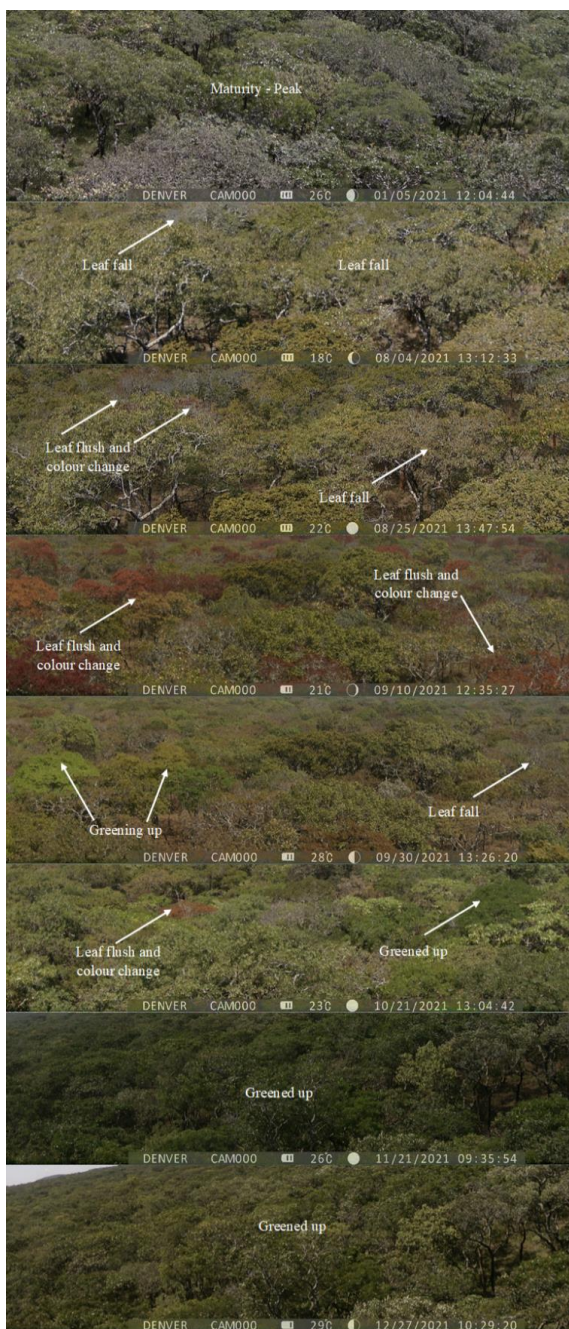 Maturity - Peak
DENVER CAM000 26C 01/05/2021 12:04:44
Leaf fall
Leaf fall
DENVER CAM000 18C 08/04/2021 13:12:33
Leaf flush and
colour change
Leaf fall
DENVER CAM000 22C 08/25/2021 13:47:54
Leaf flush and
colour change
Leaf flush and
colour change
DENVER CAM000 21C 09/10/2021 12:35:27
Leaf fall
Greening up
DENVER CAM000 28C 09/30/2021 13:26:20
Leaf flush and
colour change
Greened up
DENVER CAM000 23C 10/21/2021 13:04:42
Greened up
DENVER CAM000 26C 11/21/2021 09:35:54
Greened up
DENVER CAM000 29C 12/27/2021 10:29:20